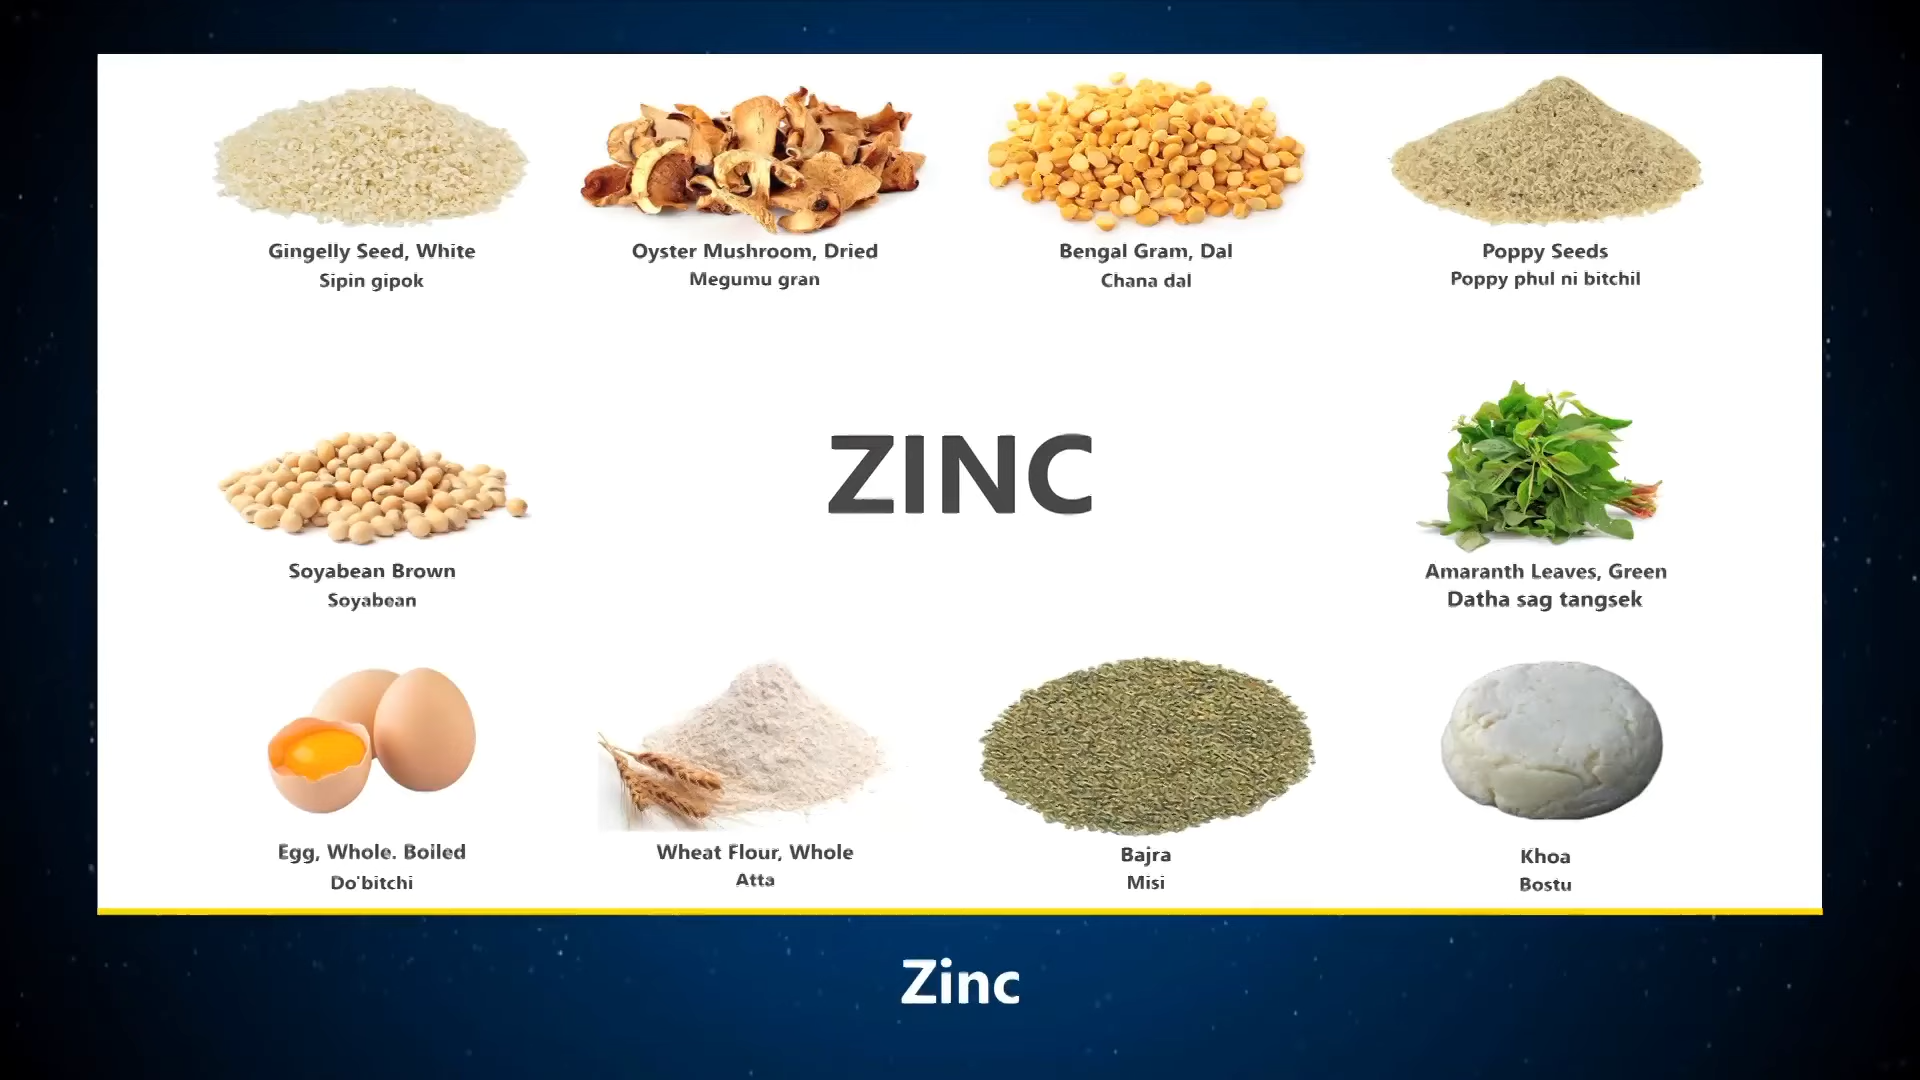 Gingelly Seed, White
Sipin gipok
Oyster Mushroom, Dried
Megumu gran
Bengal Gram, Dal
Chana dal
Poppy Seeds
Poppy phul ni bitchil
ZINC
Soyabean Brown
Soyabean
Amaranth Leaves, Green
Datha sag tangsek
Egg, Whole. Boiled
Do'bitchi
Wheat Flour, Whole
Atta
Bajra
Misi
Khoa
Bostu
Zinc